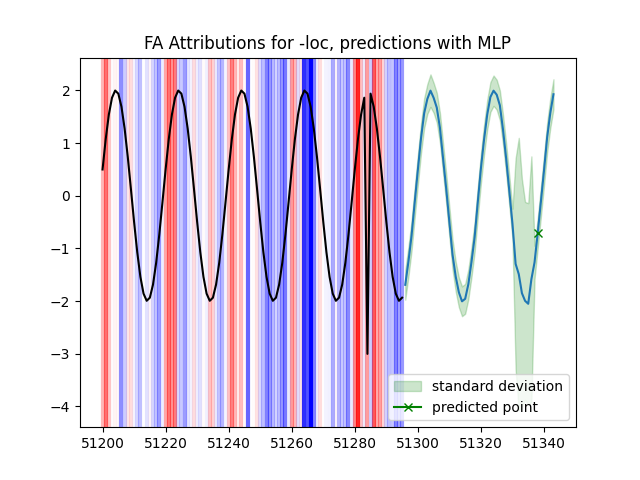 FA Attributions for -loc, predictions with MLP
2
1
0
−1
−2
−3
−4
standard deviation
predicted point
51200 51220 51240 51260 51280 51300 51320 51340